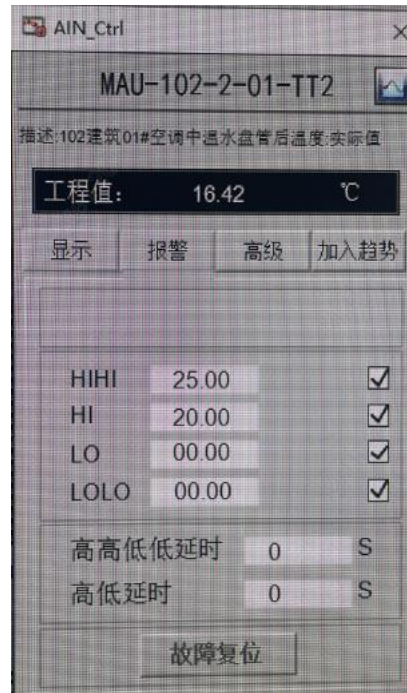 AIN_Ctrl
MAU-102-2-01-TT2
描述:102建筑01#空调中温水盘管后温度:实际值
工程值: 16.42 ℃
显示 报警 高级 加入趋势
HIHI 25.00
HI 20.00
LO 00.00
LOLO 00.00
高高低低延时 0 S
高低延时 0 S
故障复位